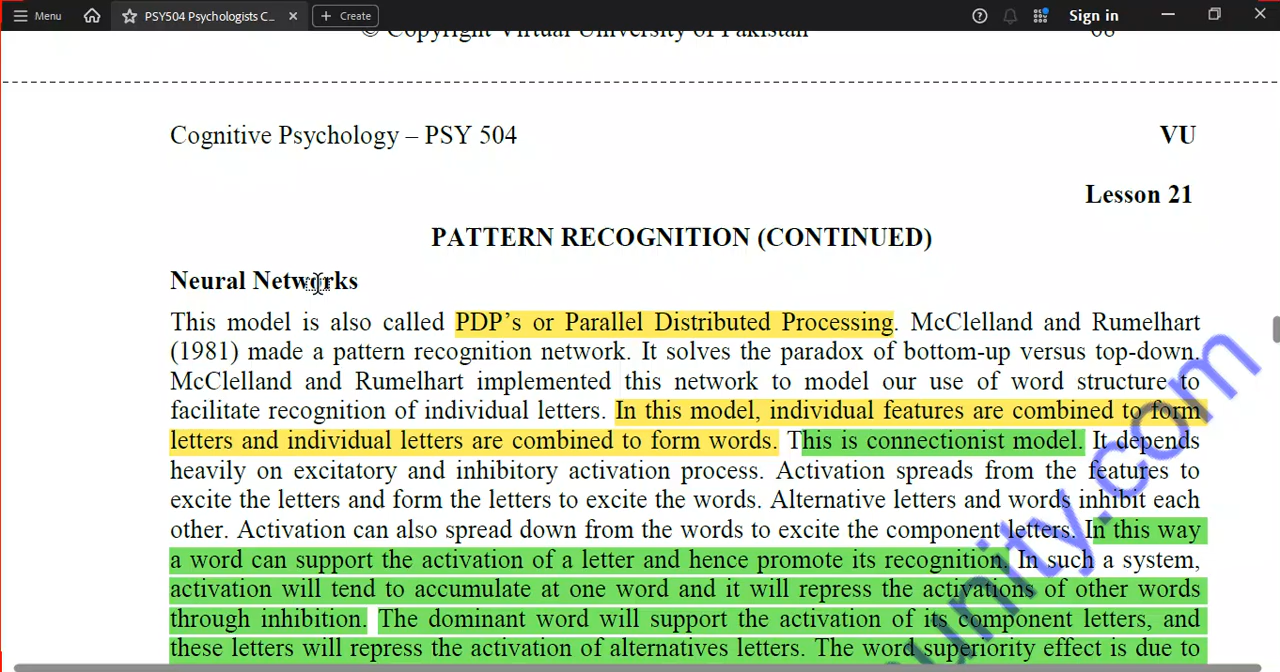 Menu PSY504 Psychologists C... Create Sign in
© Copyright Virtual University of Pakistan
Cognitive Psychology – PSY 504 VU
Lesson 21
PATTERN RECOGNITION (CONTINUED)
Neural Networks
This model is also called PDP’s or Parallel Distributed Processing. McClelland and Rumelhart
(1981) made a pattern recognition network. It solves the paradox of bottom-up versus top-down.
McClelland and Rumelhart implemented this network to model our use of word structure to
facilitate recognition of individual letters. In this model, individual features are combined to form
letters and individual letters are combined to form words. This is connectionist model. It depends
heavily on excitatory and inhibitory activation process. Activation spreads from the features to
excite the letters and form the letters to excite the words. Alternative letters and words inhibit each
other. Activation can also spread down from the words to excite the component letters. In this way
a word can support the activation of a letter and hence promote its recognition. In such a system,
activation will tend to accumulate at one word and it will repress the activations of other words
through inhibition. The dominant word will support the activation of its component letters, and
these letters will repress the activation of alternatives letters. The word superiority effect is due to
unity.com